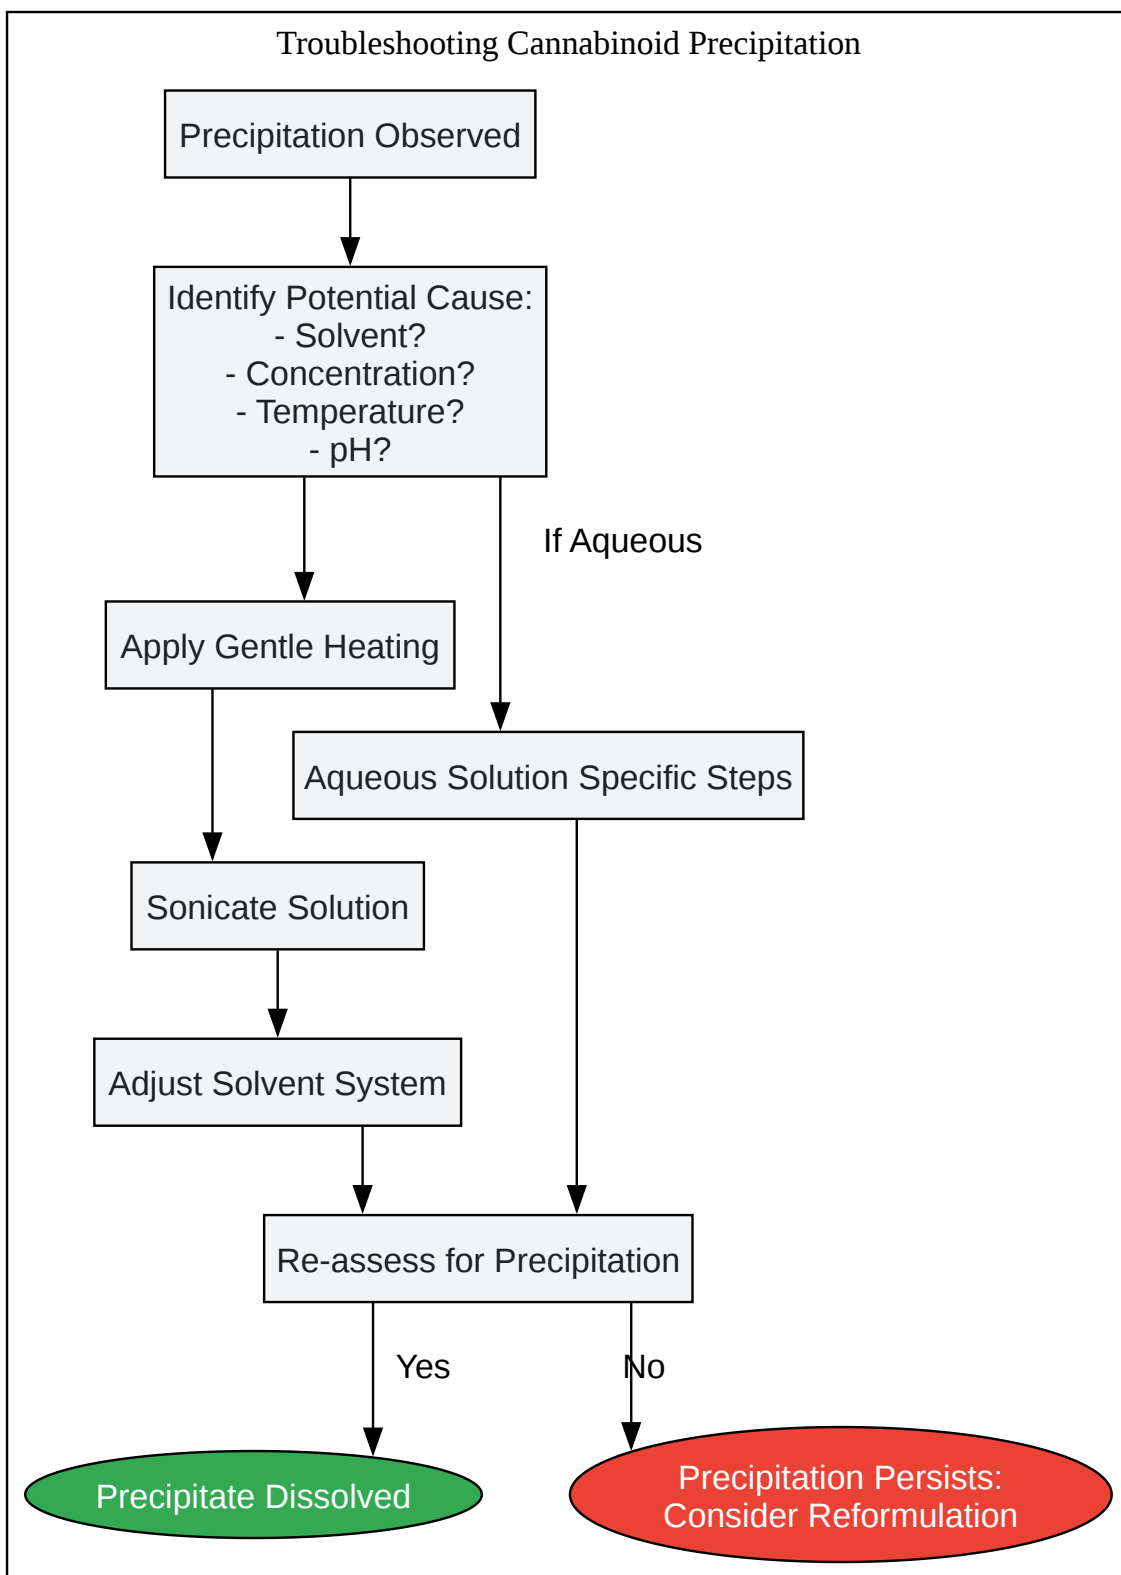 Troubleshooting Cannabinoid Precipitation
Precipitation Observed
Identify Potential Cause:
- Solvent?
- Concentration?
- Temperature?
- pH?
If Aqueous
Apply Gentle Heating
Aqueous Solution Specific Steps
Sonicate Solution
Adjust Solvent System
Re-assess for Precipitation
Yes
No
Precipitate Dissolved
Precipitation Persists:
Consider Reformulation